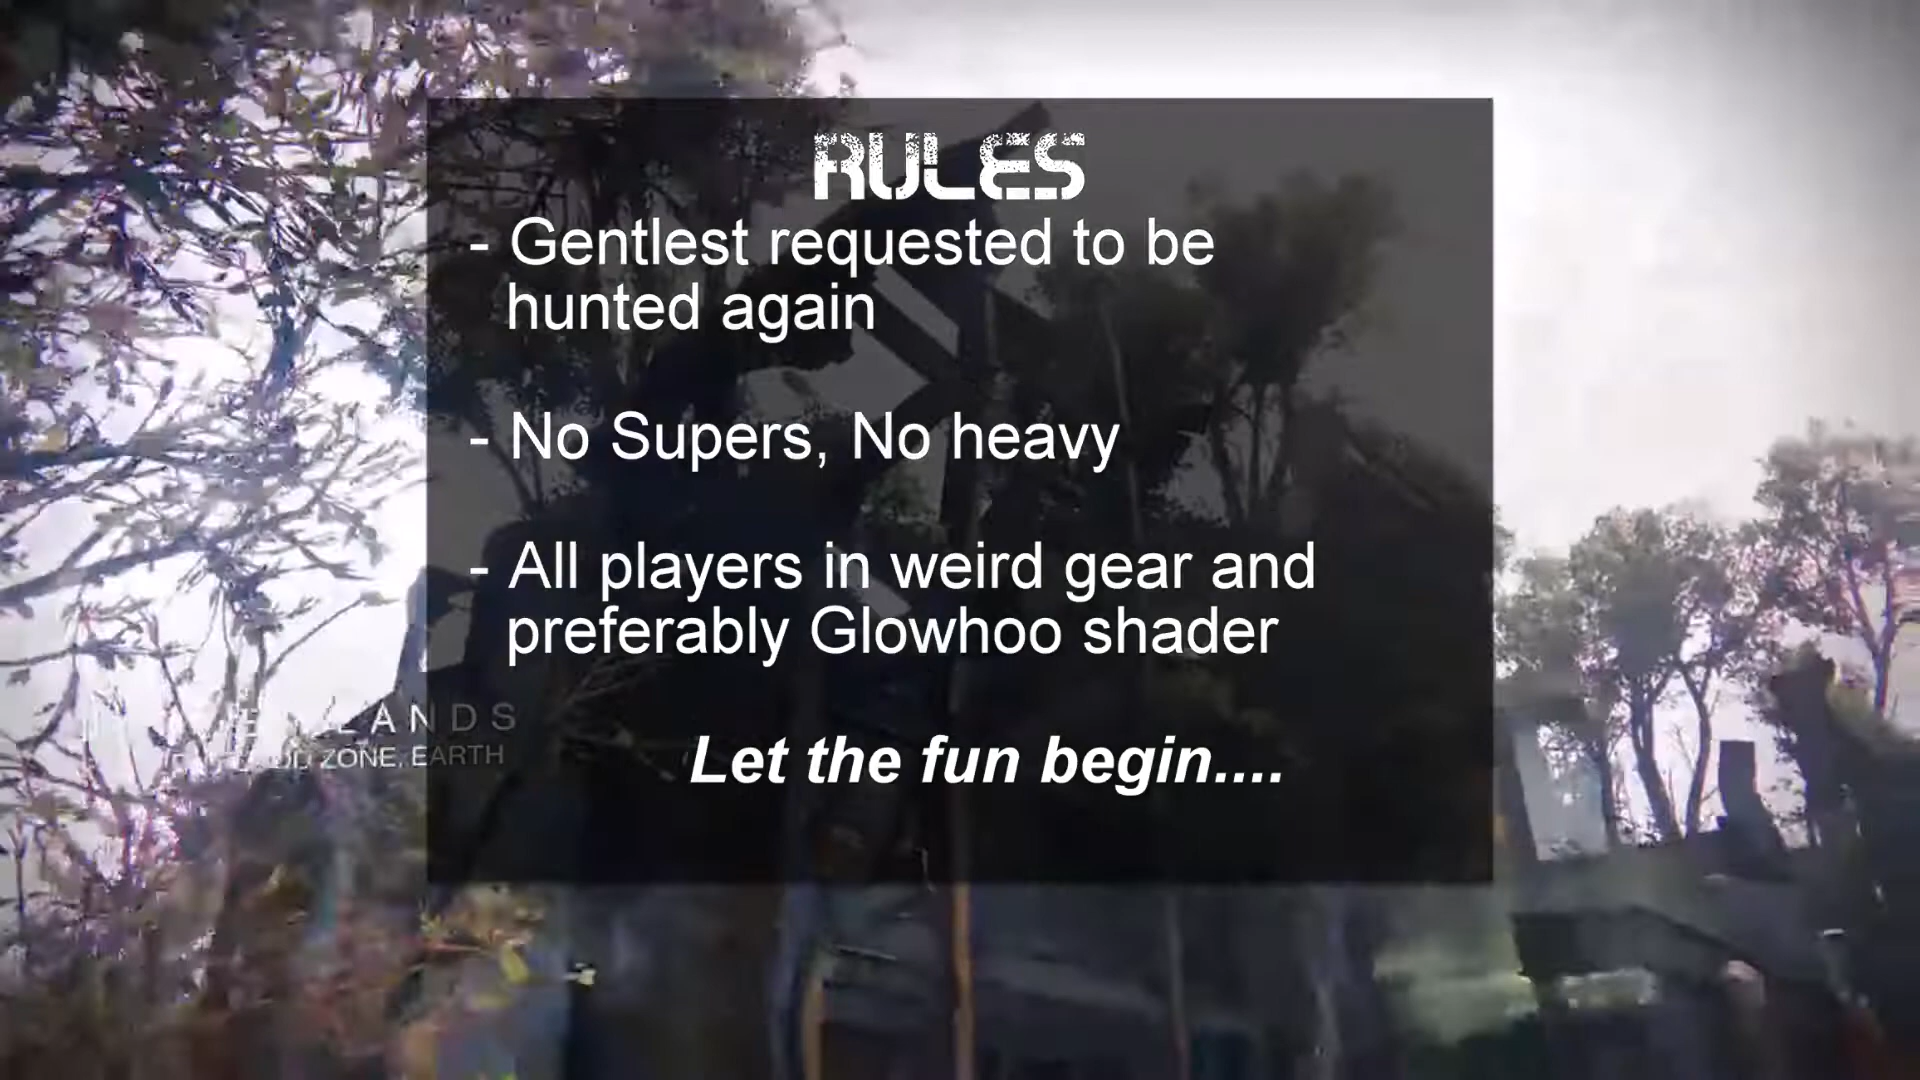 RULES
- Gentlest requested to be
hunted again
- No Supers, No heavy
- All players in weird gear and
preferably Glowhoo shader
LANDS
ZONE, EARTH
Let the fun begin....